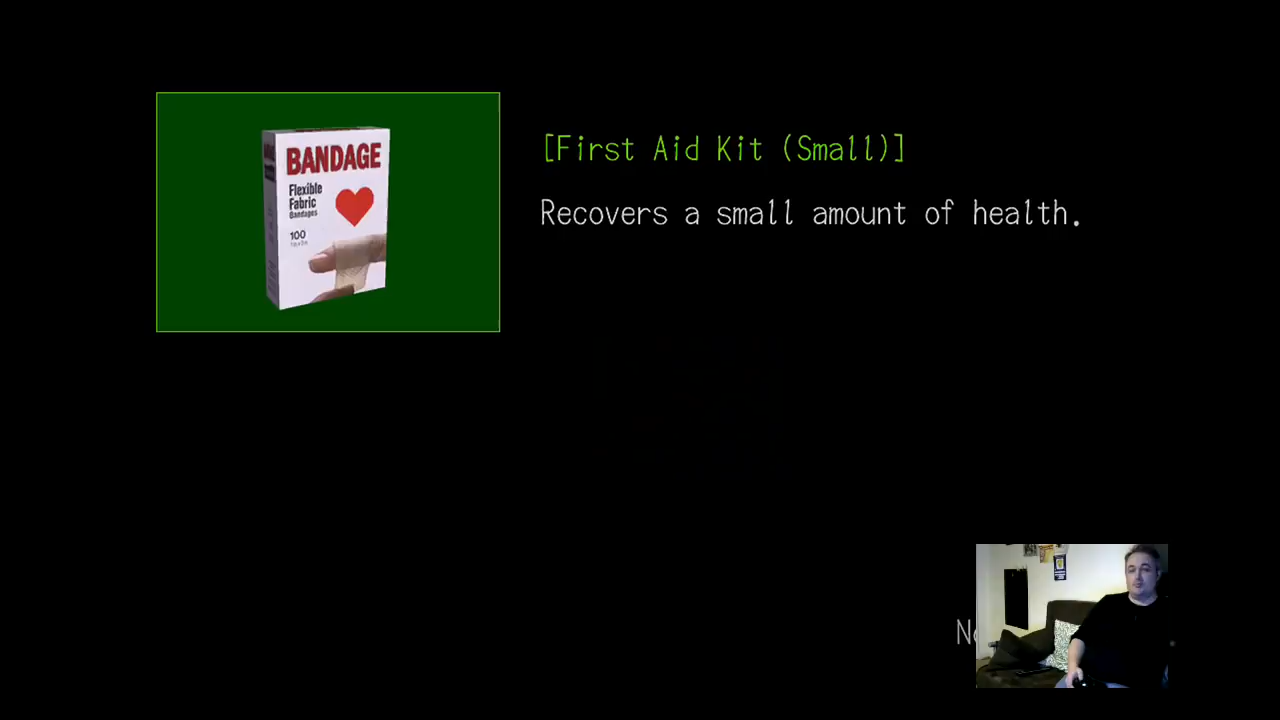 BANDAGE
Flexible
Fabric
Bandages
100
[First Aid Kit (Small)]
Recovers a small amount of health.